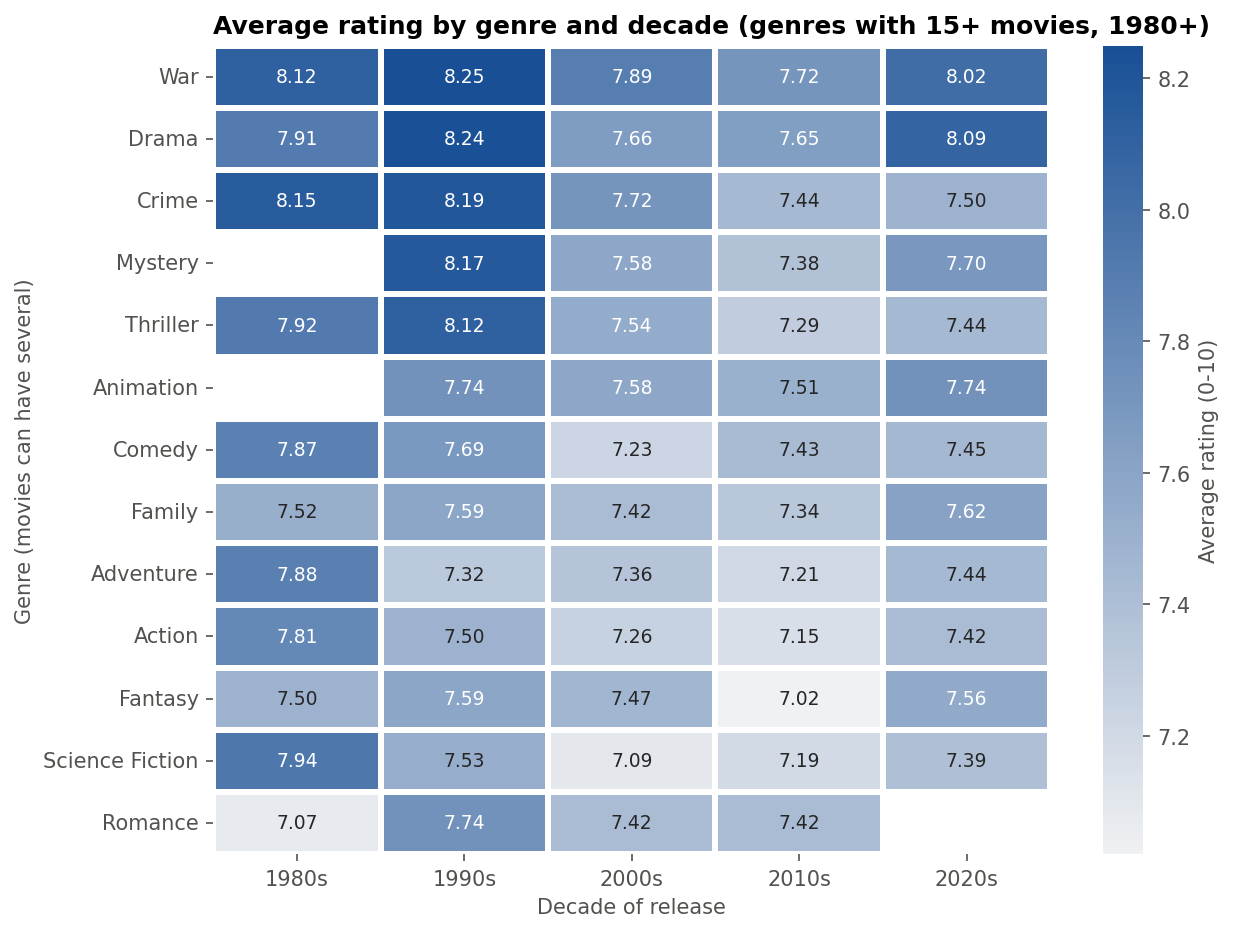 Average rating by genre and decade (genres with 15+ movies, 1980+)
Genre (movies can have several)
War 8.12 8.25 7.89 7.72 8.02
Drama 7.91 8.24 7.66 7.65 8.09
Crime 8.15 8.19 7.72 7.44 7.50
Mystery 8.17 7.58 7.38 7.70
Thriller 7.92 8.12 7.54 7.29 7.44
Animation 7.74 7.58 7.51 7.74
Comedy 7.87 7.69 7.23 7.43 7.45
Family 7.52 7.59 7.42 7.34 7.62
Adventure 7.88 7.32 7.36 7.21 7.44
Action 7.81 7.50 7.26 7.15 7.42
Fantasy 7.50 7.59 7.47 7.02 7.56
Science Fiction 7.94 7.53 7.09 7.19 7.39
Romance 7.07 7.74 7.42 7.42
1980s 1990s 2000s 2010s 2020s
Decade of release
8.2
8.0
7.8
7.6
7.4
7.2
Average rating (0-10)